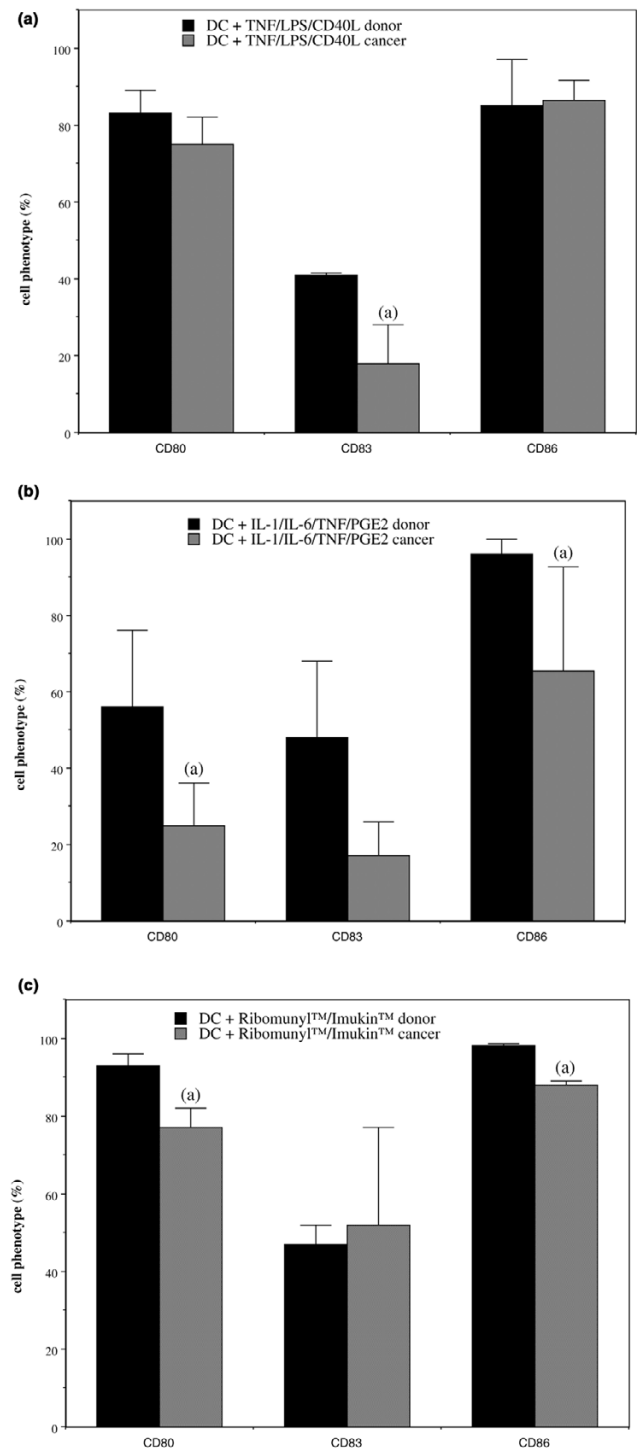 (a)
DC + TNF/LPS/CD40L donor
DC + TNF/LPS/CD40L cancer
100
80
60
40
20
0
cell phenotype (%)
(a)
CD80
CD83
CD86
(b)
DC + IL-1/IL-6/TNF/PGE2 donor
DC + IL-1/IL-6/TNF/PGE2 cancer
100
80
60
40
20
0
cell phenotype (%)
(a)
(a)
CD80
CD83
CD86
(c)
DC + Ribomunyl™/Imukin™ donor
DC + Ribomunyl™/Imukin™ cancer
100
80
60
40
20
0
cell phenotype (%)
(a)
(a)
CD80
CD83
CD86